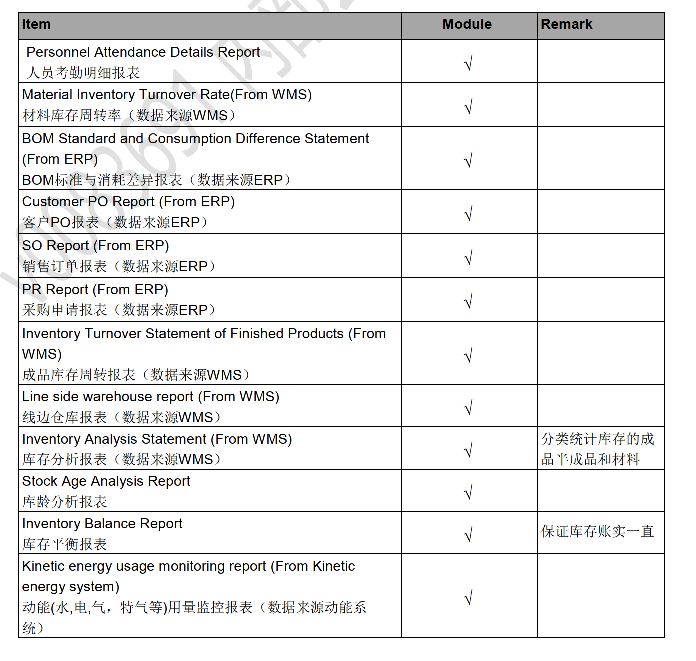 Item Module Remark
Personnel Attendance Details Report
人员考勤明细报表
√
Material Inventory Turnover Rate(From WMS)
材料库存周转率（数据来源WMS）
√
BOM Standard and Consumption Difference Statement
(From ERP)
BOM标准与消耗差异报表（数据来源ERP）
√
Customer PO Report (From ERP)
客户PO报表（数据来源ERP）
√
SO Report (From ERP)
销售订单报表（数据来源ERP）
√
PR Report (From ERP)
采购申请报表（数据来源ERP）
√
Inventory Turnover Statement of Finished Products (From
WMS)
成品库存周转报表（数据来源WMS）
√
Line side warehouse report (From WMS)
线边仓库报表（数据来源WMS）
√
Inventory Analysis Statement (From WMS)
库存分析报表（数据来源WMS）
√
分类统计库存的成
品半成品和材料
Stock Age Analysis Report
库龄分析报表
√
Inventory Balance Report
库存平衡报表
√
保证库存账实一直
Kinetic energy usage monitoring report (From Kinetic
energy system)
动能(水,电,气，特气等)用量监控报表（数据来源动能系
统）
√
v0083691 内部